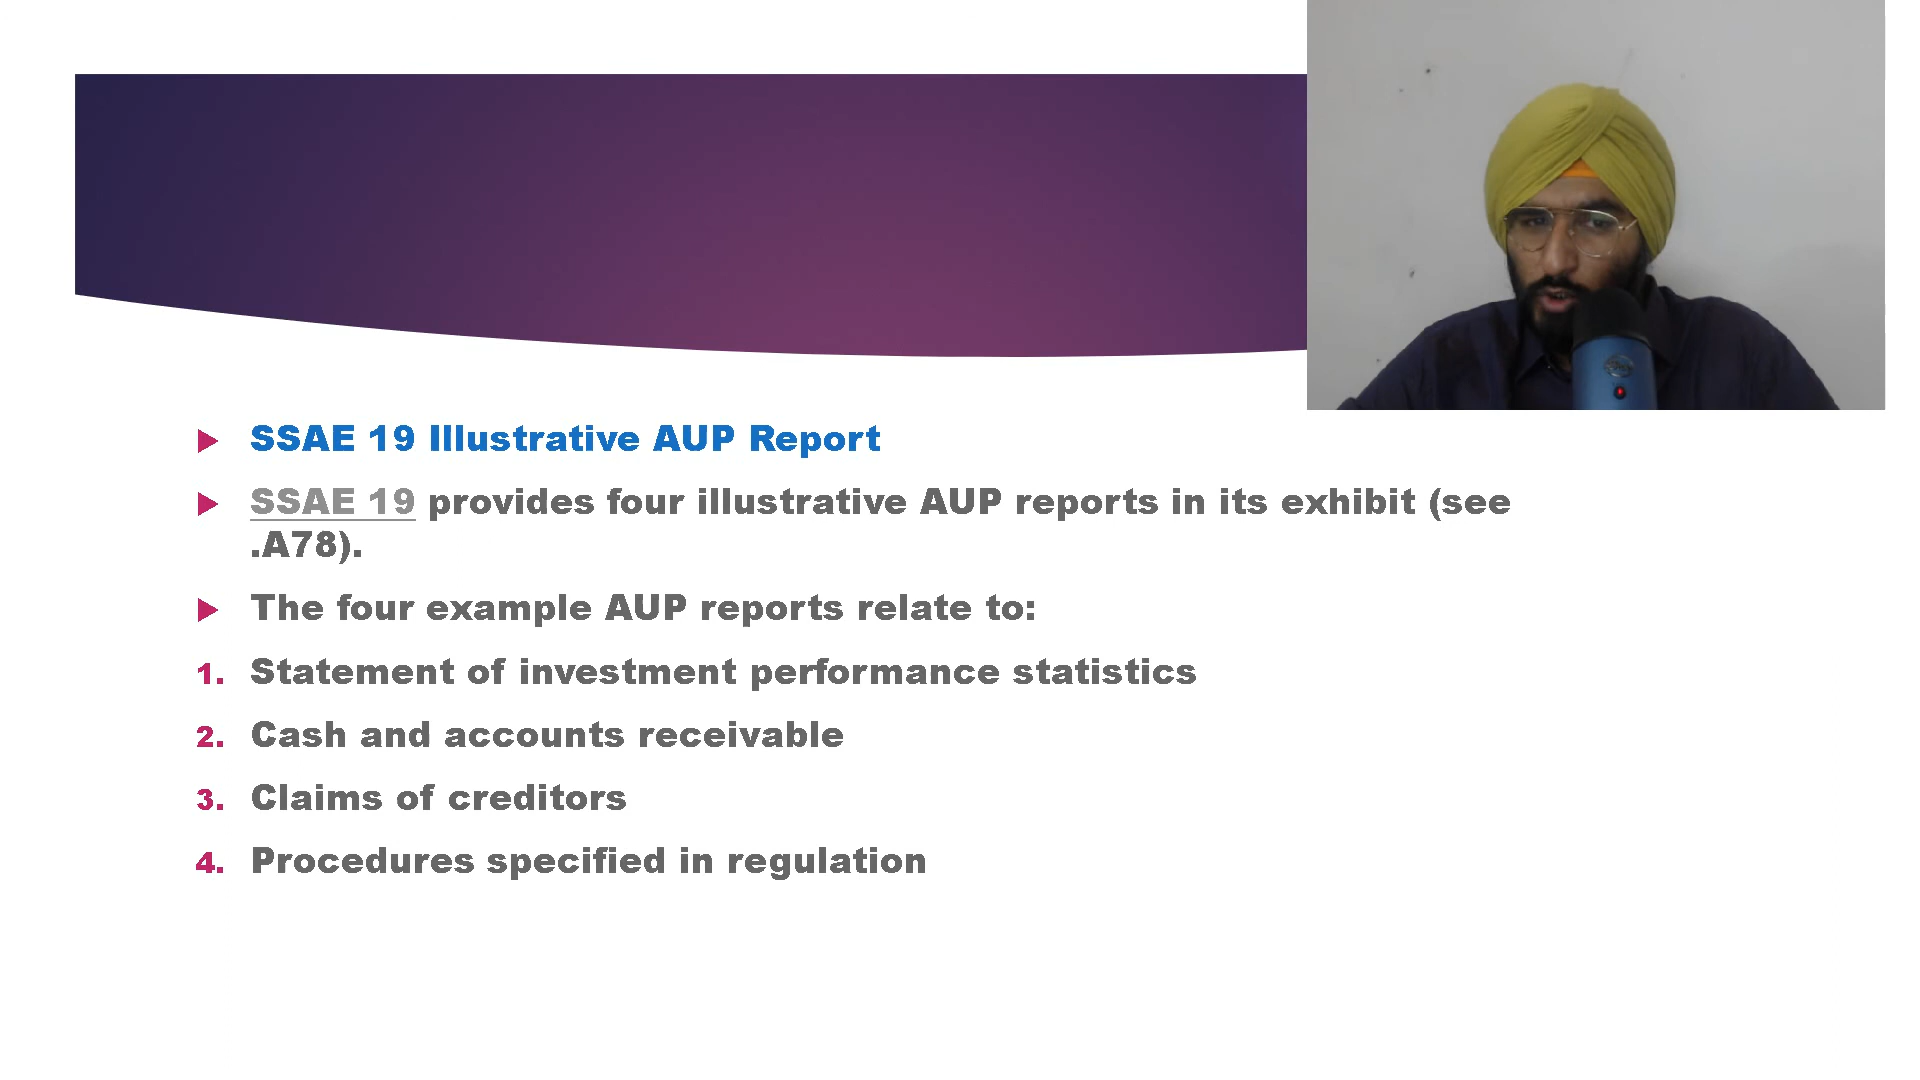 SSAE 19 Illustrative AUP Report
SSAE 19 provides four illustrative AUP reports in its exhibit (see
.A78).
The four example AUP reports relate to:
1. Statement of investment performance statistics
2. Cash and accounts receivable
3. Claims of creditors
4. Procedures specified in regulation